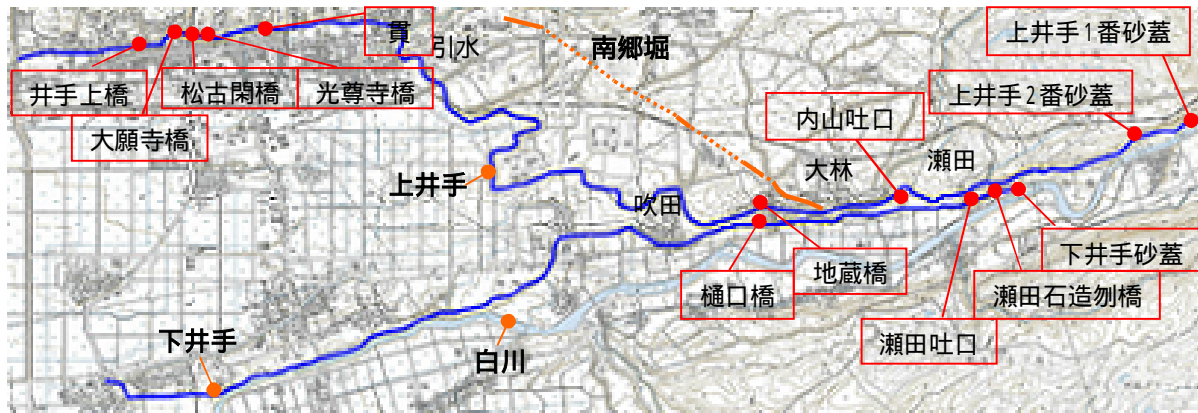 上井手1番砂蓋
貫
引水
南郷堀
井手上橋
松古閑橋
光尊寺橋
上井手2番砂蓋
大願寺橋
内山吐口
瀬田
大林
上井手
吹田
地蔵橋
下井手砂蓋
樋口橋
瀬田石造刎橋
下井手
白川
瀬田吐口